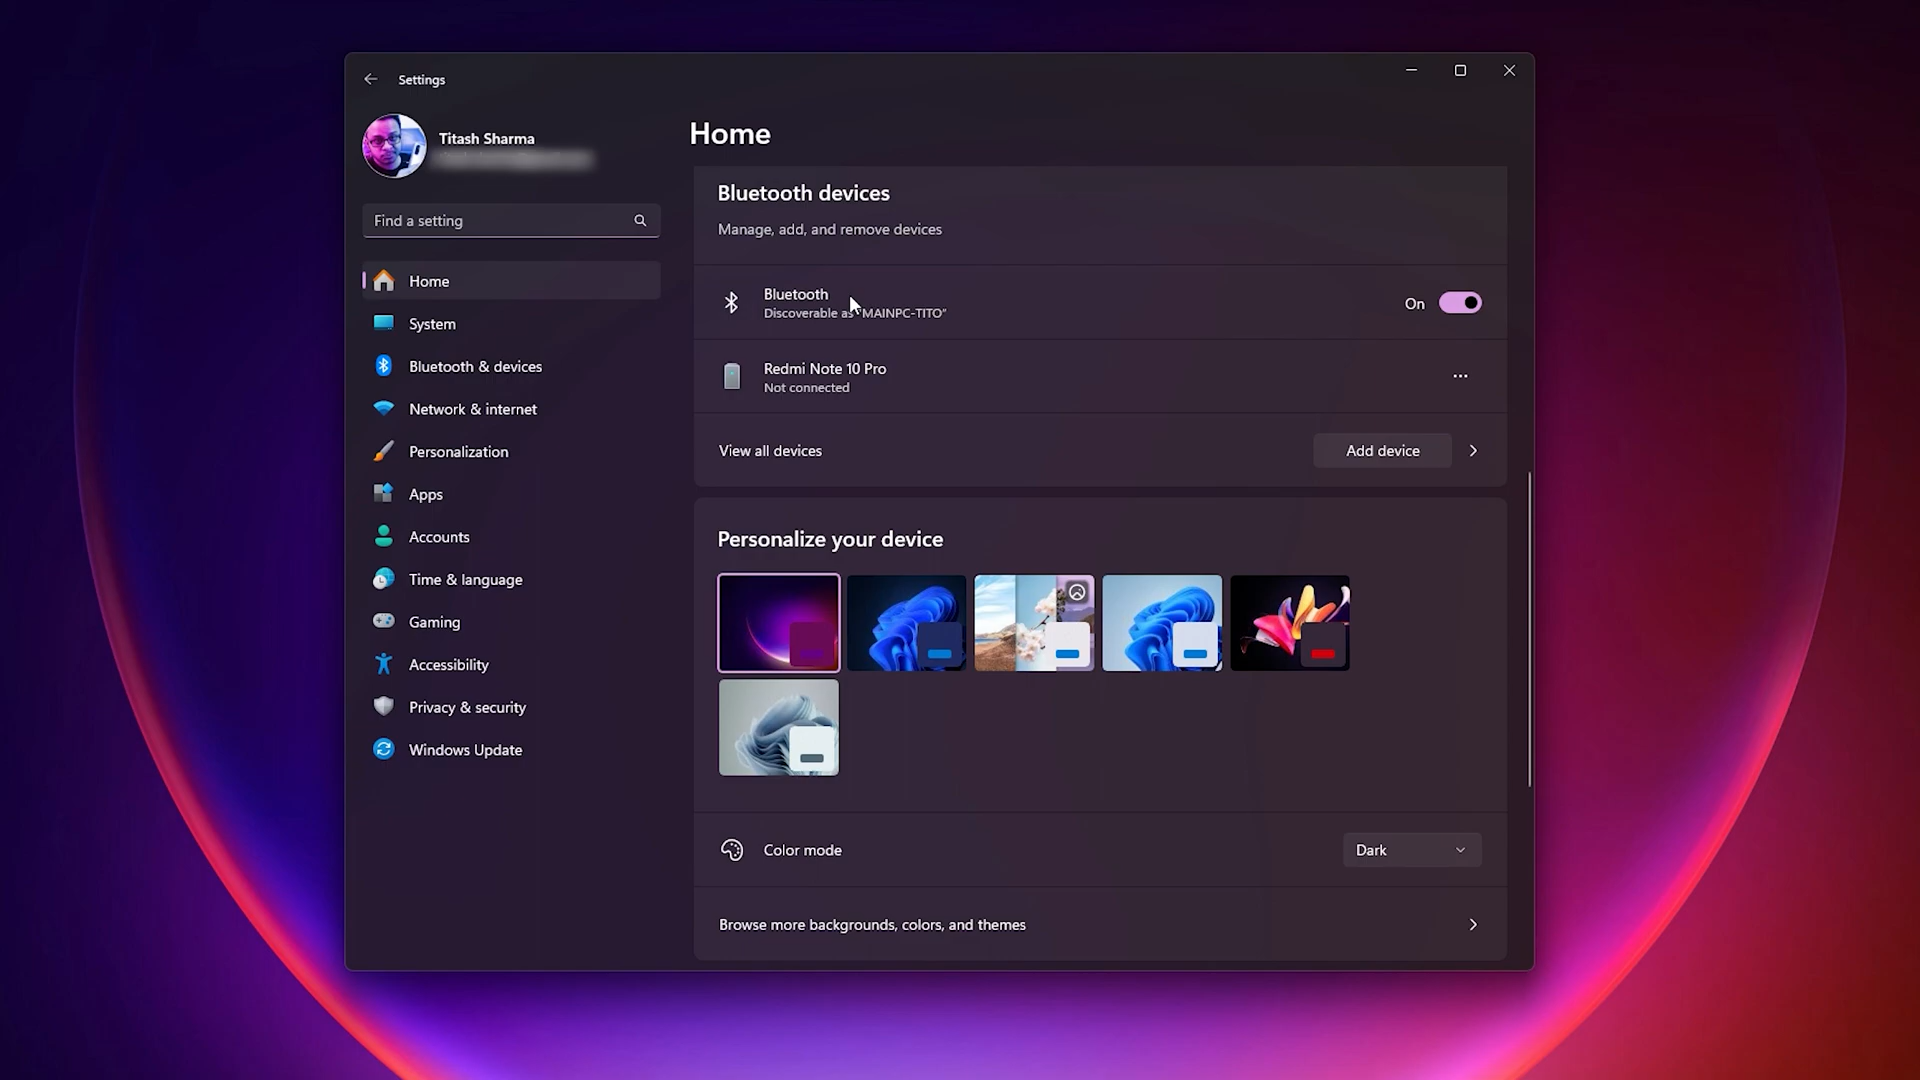 Settings
Titash Sharma
Find a setting
Home
System
Bluetooth & devices
Network & internet
Personalization
Apps
Accounts
Time & language
Gaming
Accessibility
Privacy & security
Windows Update
Home
Bluetooth devices
Manage, add, and remove devices
Bluetooth
Discoverable as "MAINPC-TITO"
On
Redmi Note 10 Pro
Not connected
View all devices
Add device
Personalize your device
Color mode
Dark
Browse more backgrounds, colors, and themes